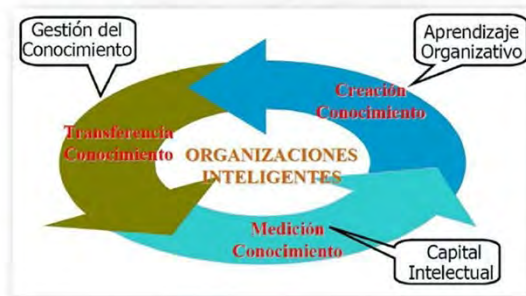 Gestión del
Conocimiento
Aprendizaje
Organizativo
Creación
Conocimiento
Transferencia
Conocimiento
ORGANIZACIONES
INTELIGENTES
Medición
Conocimiento
Capital
Intelectual